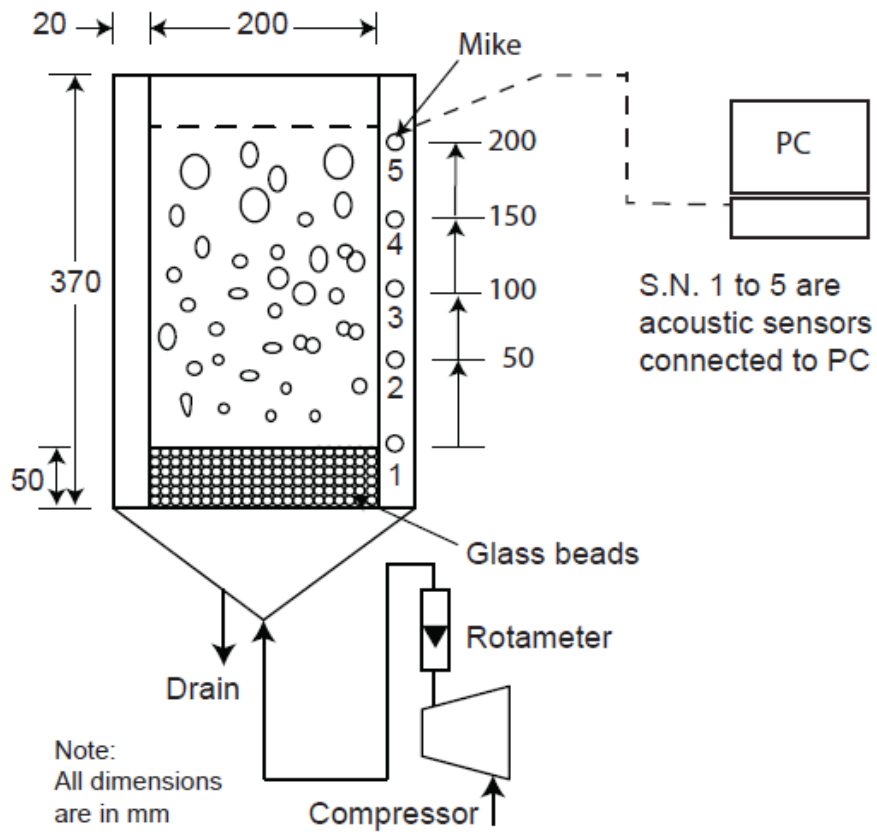 20
200
Mike
PC
5
200
4
150
370
3
100
2
50
1
50
S.N. 1 to 5 are
acoustic sensors
connected to PC
Glass beads
Rotameter
Drain
Note:
All dimensions
are in mm
Compressor